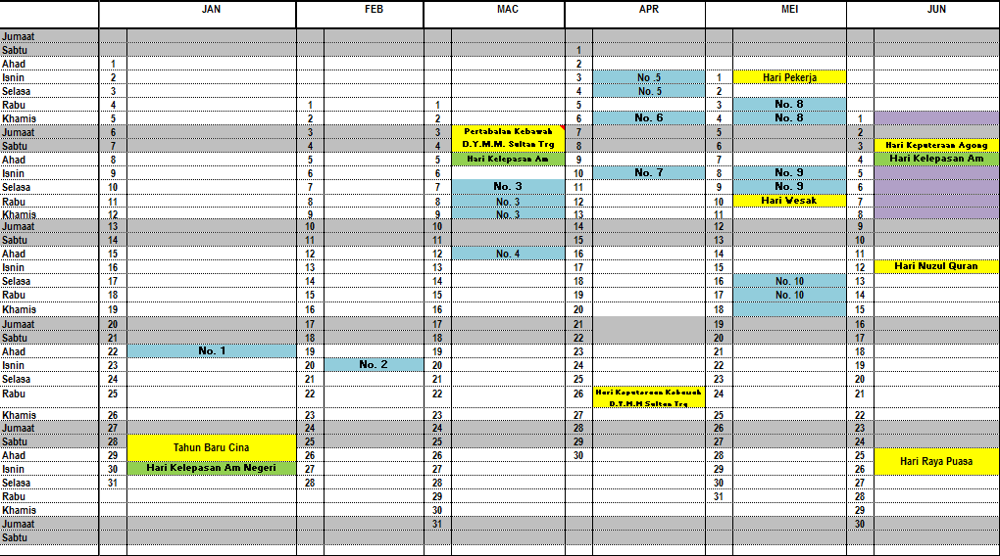 JAN FEB MAC APR MEI JUN
Jumaat
Sabtu 1
Ahad 1 2
Isnin 2 3 No .5 1 Hari Pekerja
Selasa 3 4 No. 5 2
Rabu 4 1 1 5 3 No. 8
Khamis 5 2 2 6 No. 6 4 No. 8 1
Jumaat 6 3 3 Pertabalan Kebawah 7 5 2
Sabtu 7 4 4 D.Y.M.M. Sultan Trg 8 6 3 Hari Keputeraan Agong
Ahad 8 5 5 Hari Kelepasan Am 9 7 4 Hari Kelepasan Am
Isnin 9 6 6 10 No. 7 8 No. 9 5
Selasa 10 7 7 No. 3 11 9 No. 9 6
Rabu 11 8 8 No. 3 12 10 Hari Wesak 7
Khamis 12 9 9 No. 3 13 11 8
Jumaat 13 10 10 14 12 9
Sabtu 14 11 11 15 13 10
Ahad 15 12 12 No. 4 16 14 11
Isnin 16 13 13 17 15 12 Hari Nuzul Quran
Selasa 17 14 14 18 16 No. 10 13
Rabu 18 15 15 19 17 No. 10 14
Khamis 19 16 16 20 18 15
Jumaat 20 17 17 21 19 16
Sabtu 21 18 18 22 20 17
Ahad 22 No. 1 19 19 23 21 18
Isnin 23 20 No. 2 20 24 22 19
Selasa 24 21 21 25 23 20
Rabu 25 22 22 26 Hari Keputeraan Kebawah 24 21
D.Y.M.M Sultan Trg
Khamis 26 23 23 27 25 22
Jumaat 27 24 24 28 26 23
Sabtu 28 25 25 29 27 24
Tahun Baru Cina
Ahad 29 26 26 30 28 25
Hari Raya Puasa
Isnin 30 Hari Kelepasan Am Negeri 27 27 29 26
Selasa 31 28 28 30 27
Rabu 29 31 28
Khamis 30 29
Jumaat 31 30
Sabtu